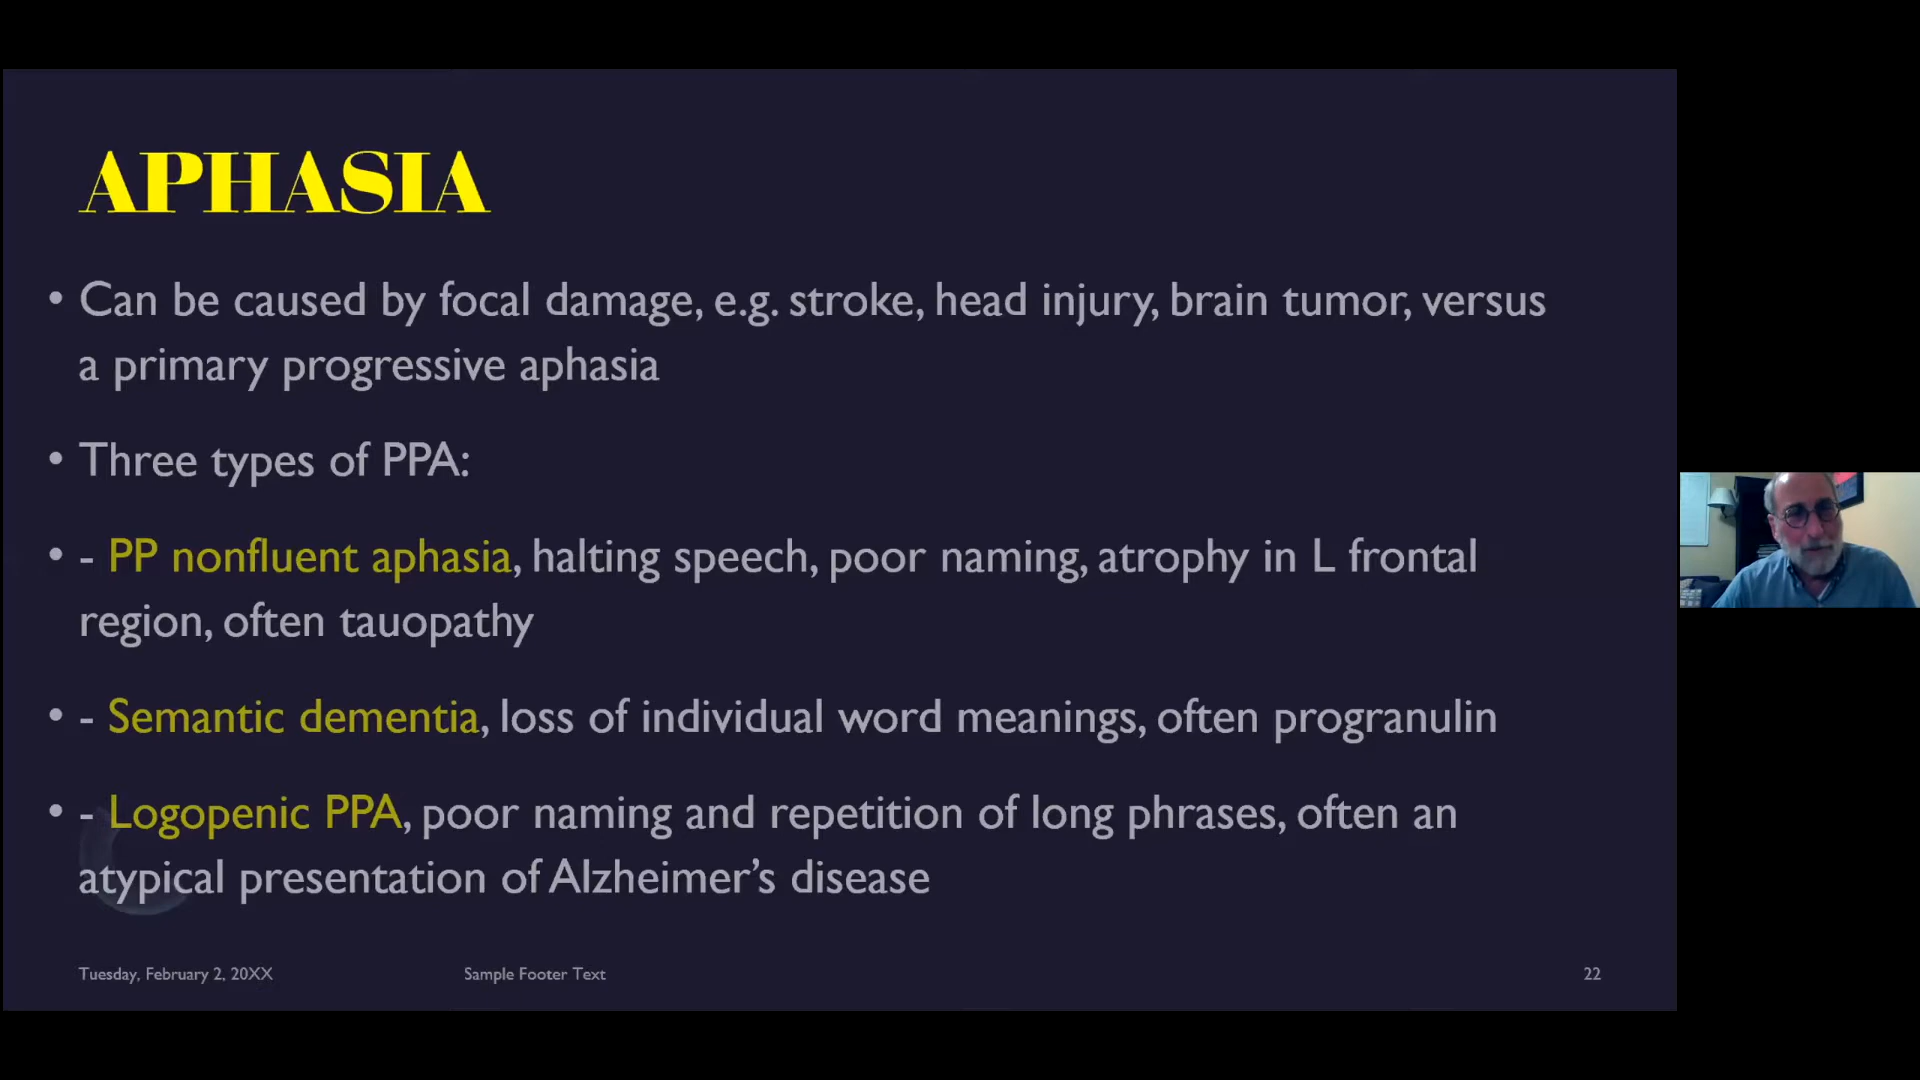 APHASIA
• Can be caused by focal damage, e.g. stroke, head injury, brain tumor, versus
a primary progressive aphasia
• Three types of PPA:
• - PP nonfluent aphasia, halting speech, poor naming, atrophy in L frontal
region, often tauopathy
• - Semantic dementia, loss of individual word meanings, often progranulin
• - Logopenic PPA, poor naming and repetition of long phrases, often an
atypical presentation of Alzheimer’s disease
Tuesday, February 2, 20XX
Sample Footer Text
22